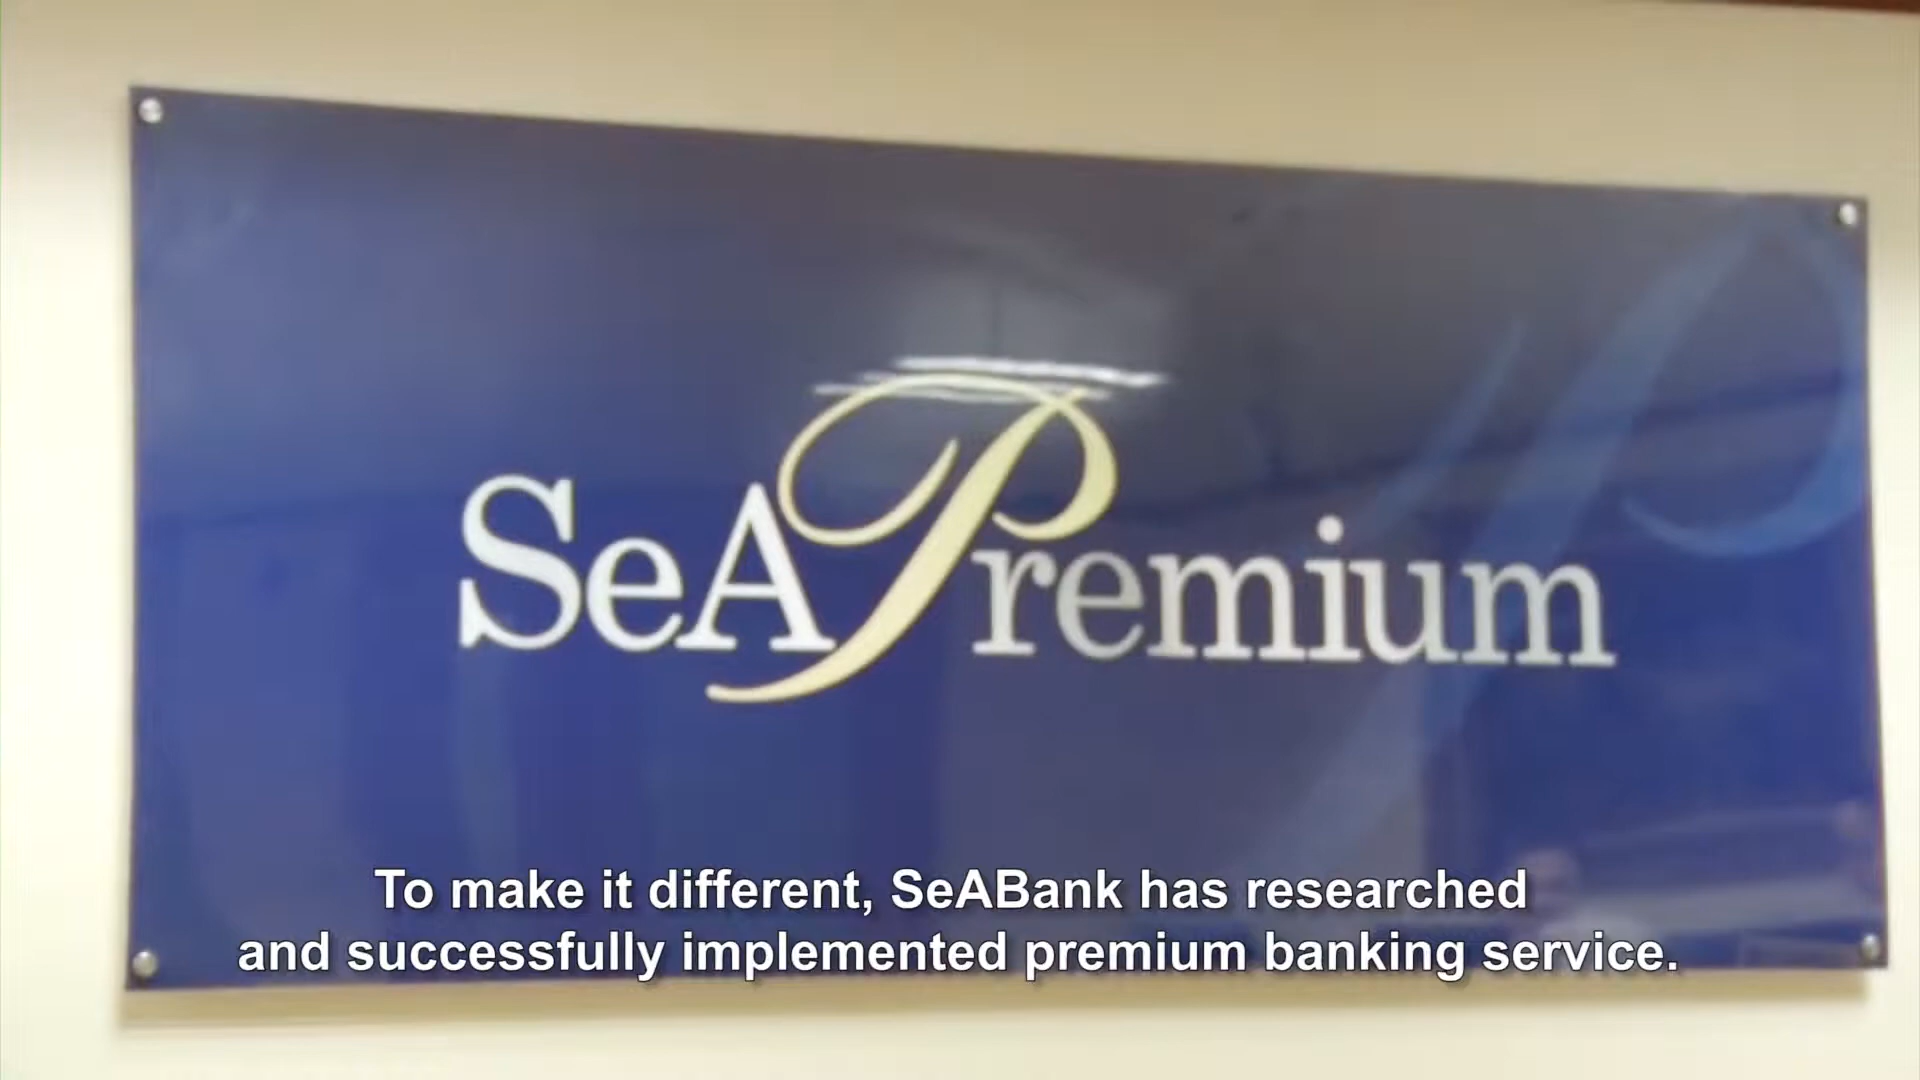 SeAPremium
To make it different, SeABank has researched
and successfully implemented premium banking service.